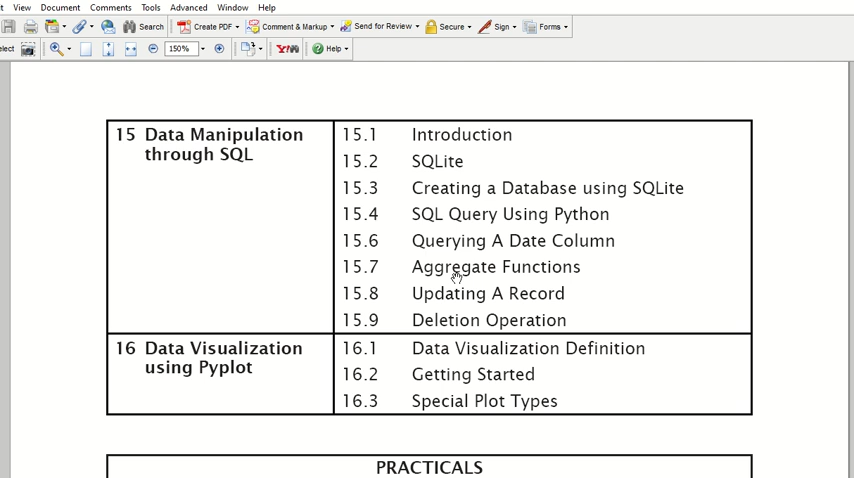 View Document Comments Tools Advanced Window Help
Search Create PDF Comment & Markup Send for Review Secure Sign Forms
150% Help
15 Data Manipulation through SQL
15.1 Introduction
15.2 SQLite
15.3 Creating a Database using SQLite
15.4 SQL Query Using Python
15.6 Querying A Date Column
15.7 Aggregate Functions
15.8 Updating A Record
15.9 Deletion Operation
16 Data Visualization using Pyplot
16.1 Data Visualization Definition
16.2 Getting Started
16.3 Special Plot Types
PRACTICALS